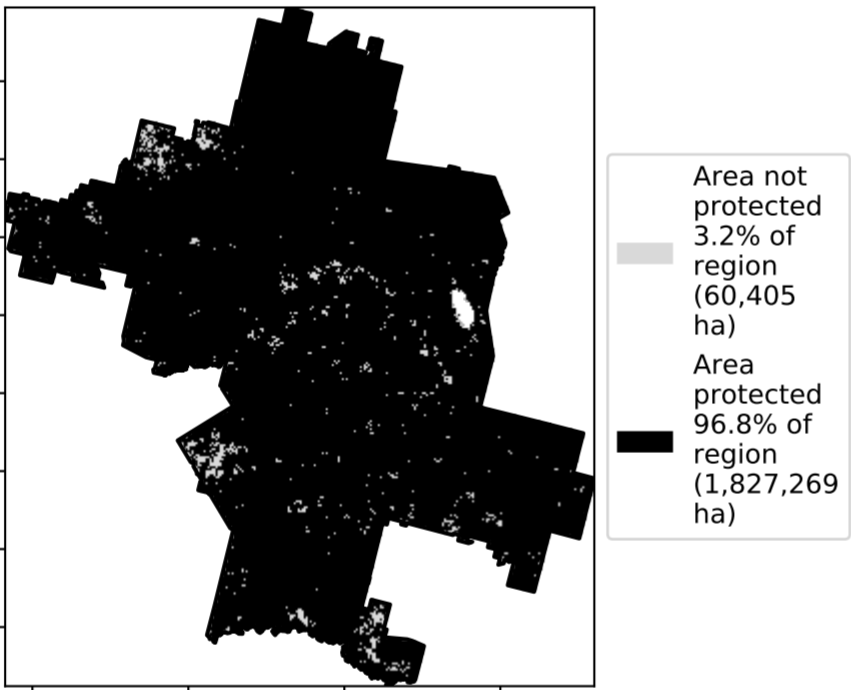 Area not
protected
3.2% of
region
(60,405
ha)
Area
protected
96.8% of
region
(1,827,269
ha)